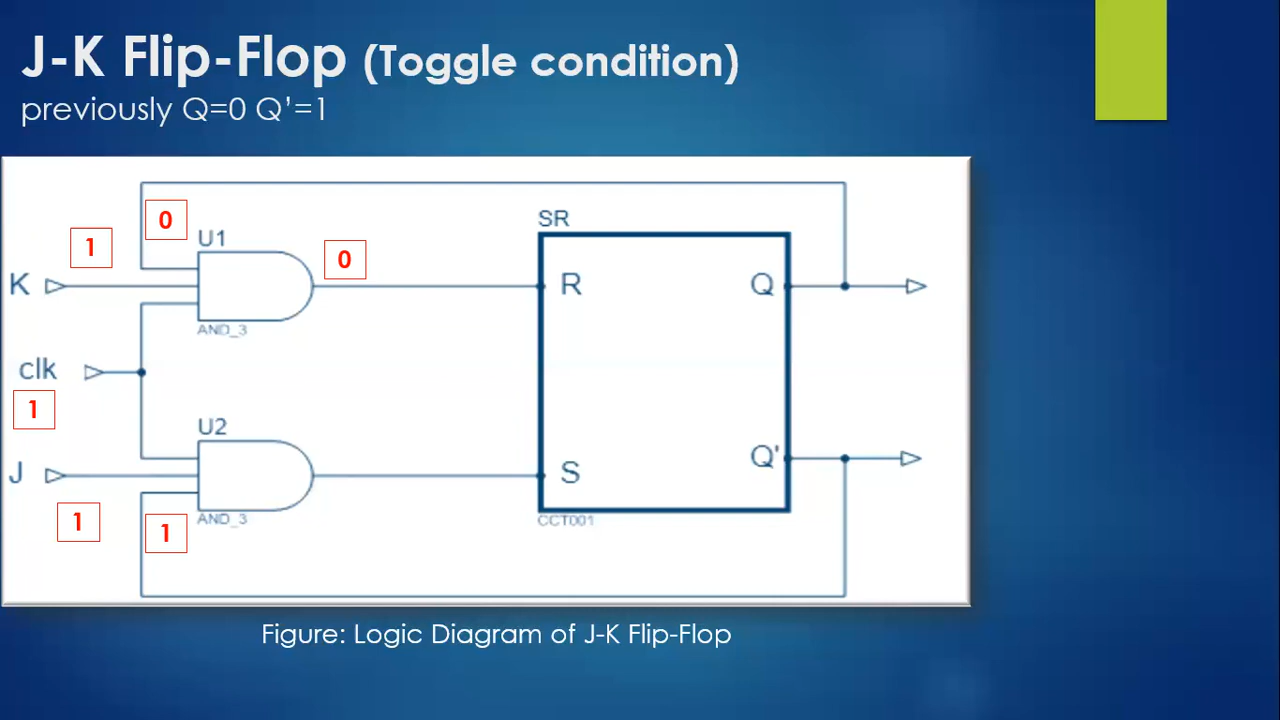 J-K Flip-Flop (Toggle condition)
previously Q=0 Q’=1
0
1
U1
0
SR
K
R
Q
AND_3
clk
1
U2
J
S
Q'
1
1
AND_3
CCT001
Figure: Logic Diagram of J-K Flip-Flop